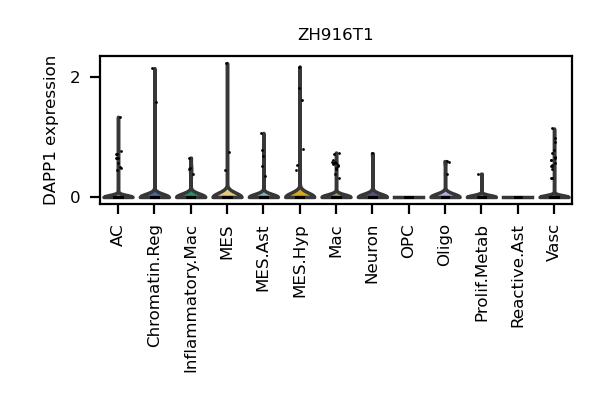 ZH916T1
DAPP1 expression
2
0
AC
Chromatin.Reg
Inflammatory.Mac
MES
MES.Ast
MES.Hyp
Mac
Neuron
OPC
Oligo
Prolif.Metab
Reactive.Ast
Vasc